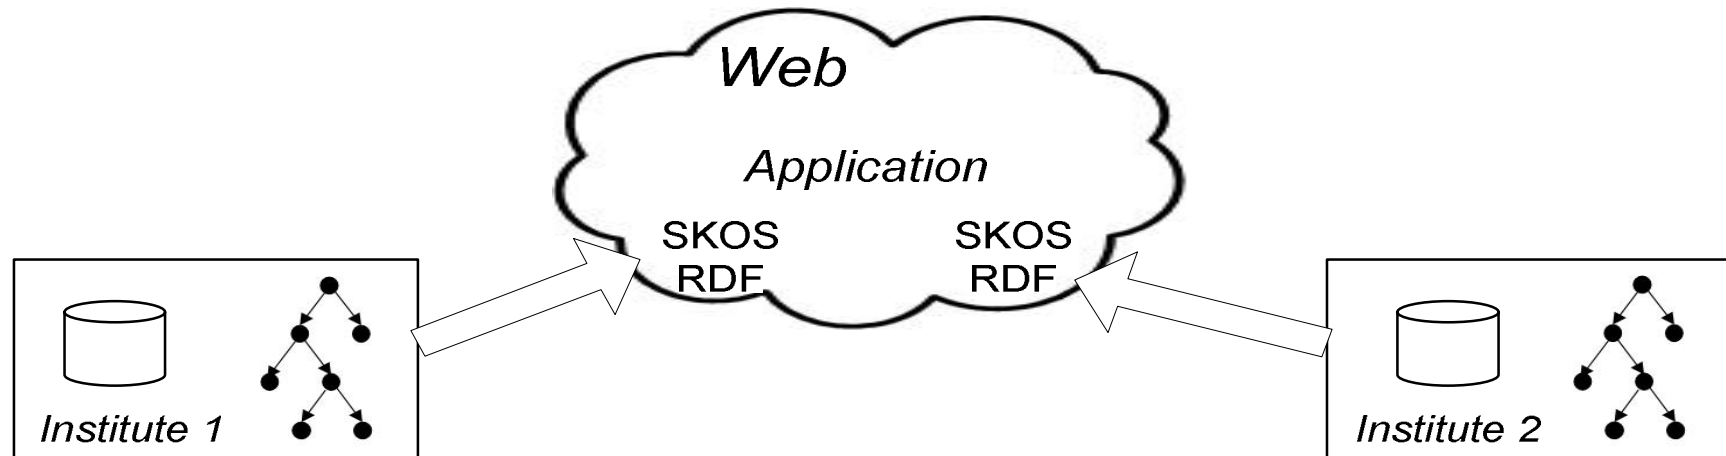 Web
Application
SKOS
RDF
SKOS
RDF
Institute 1
Institute 2